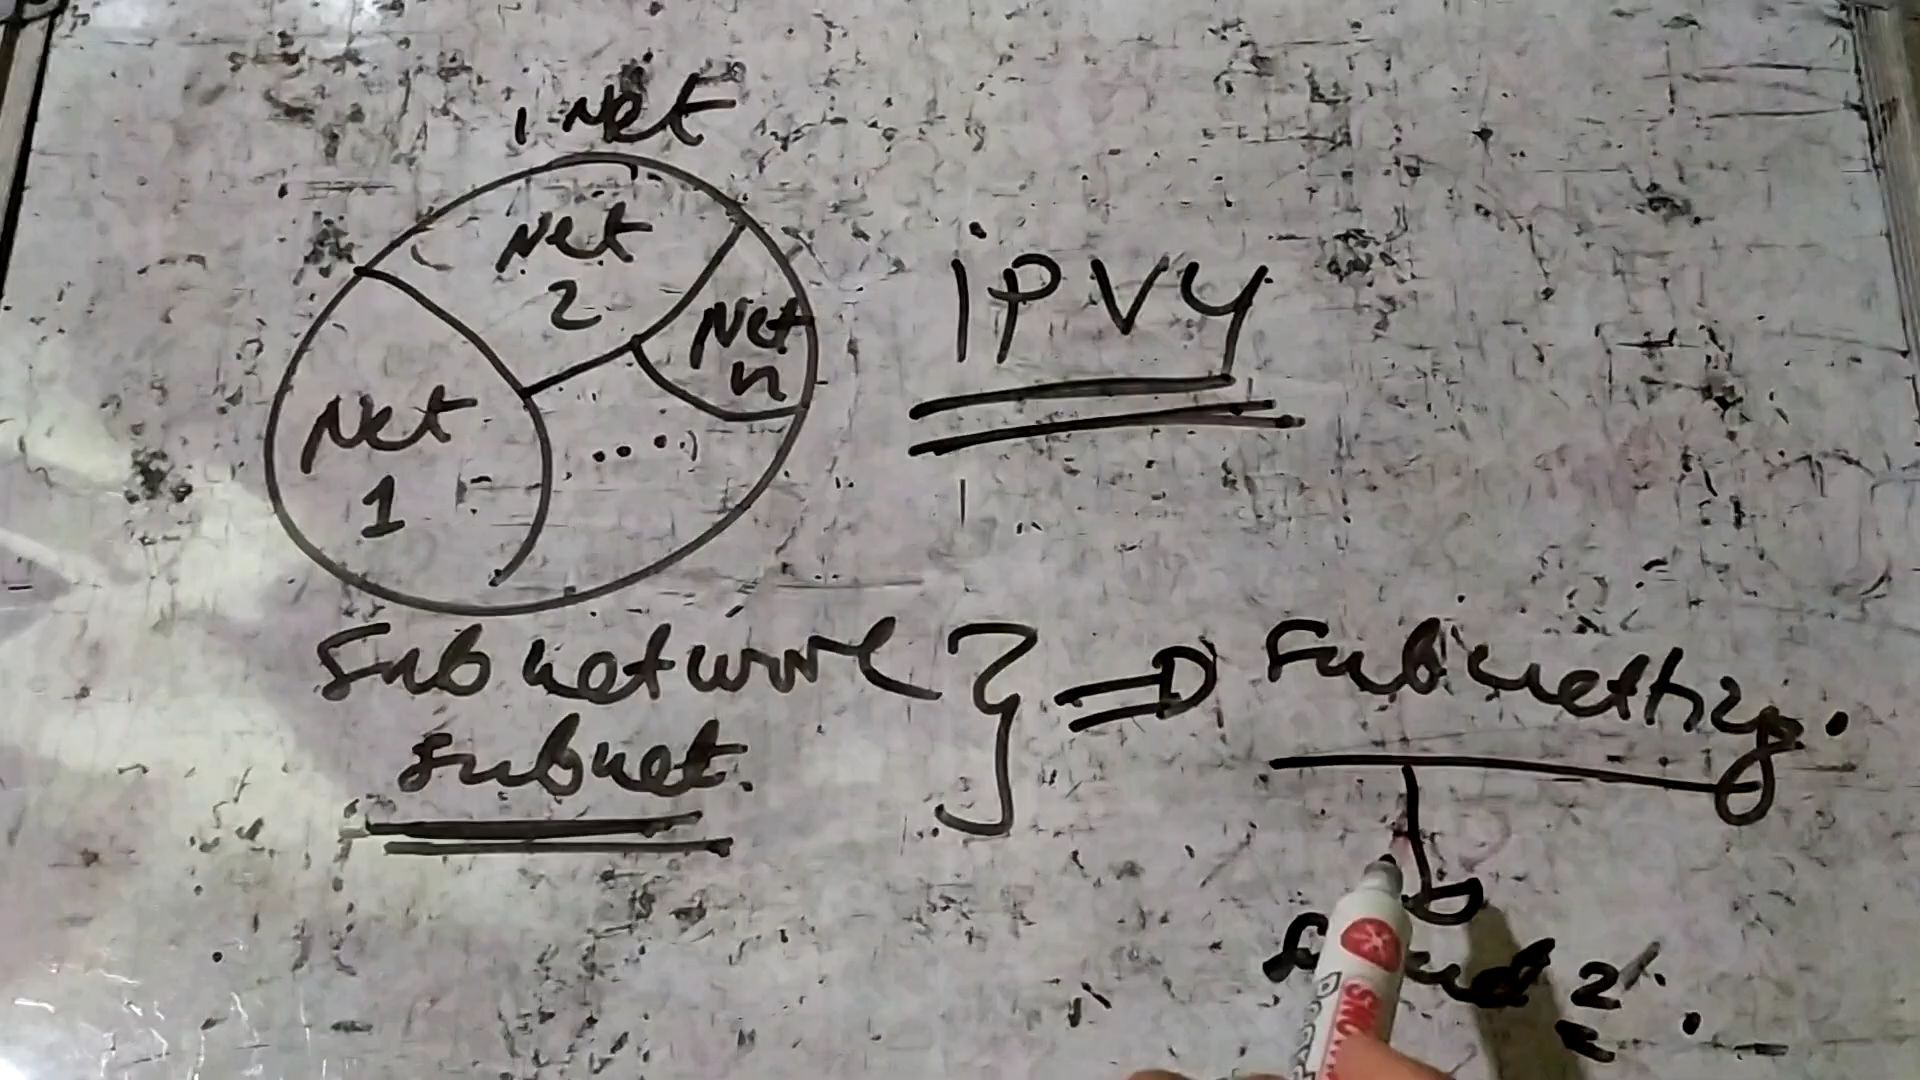 1 Net
Net
2
Net
n
Net
1
....
IPV4
Subnetwork
Subnet.
} ⇒ Subnetting.